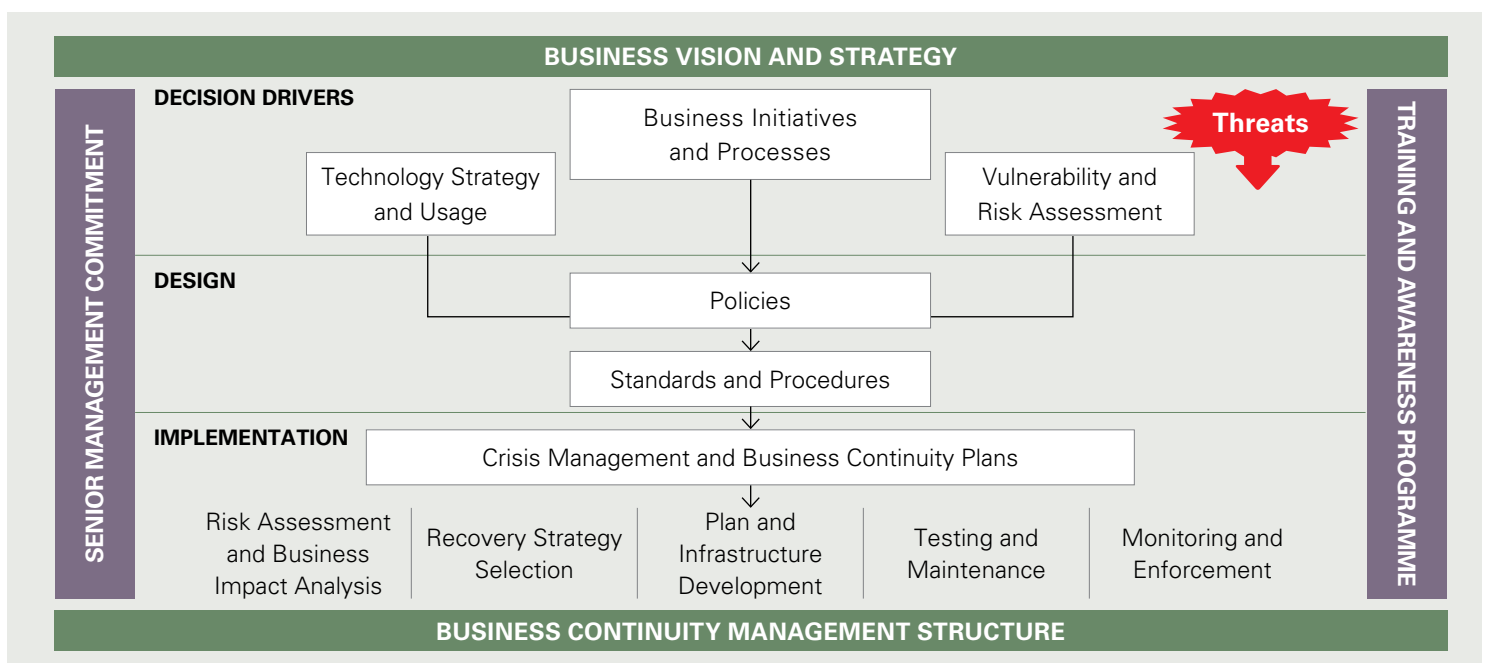 BUSINESS VISION AND STRATEGY
SENIOR MANAGEMENT COMMITMENT
DECISION DRIVERS
Business Initiatives
and Processes
Technology Strategy
and Usage
Vulnerability and
Risk Assessment
Threats
TRAINING AND AWARENESS PROGRAMME
DESIGN
Policies
Standards and Procedures
IMPLEMENTATION
Crisis Management and Business Continuity Plans
Risk Assessment
and Business
Impact Analysis
Recovery Strategy
Selection
Plan and
Infrastructure
Development
Testing and
Maintenance
Monitoring and
Enforcement
BUSINESS CONTINUITY MANAGEMENT STRUCTURE